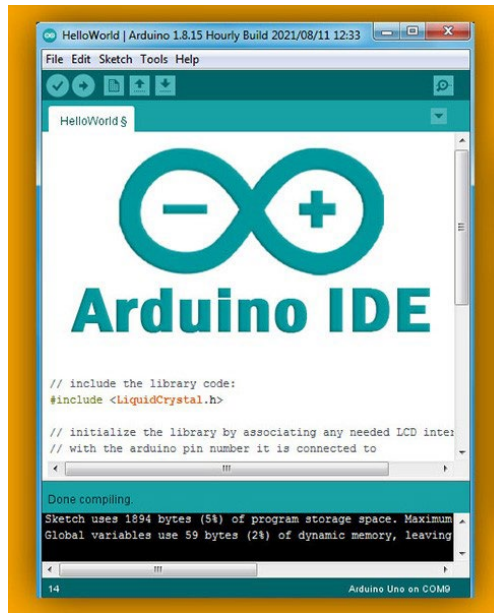 HelloWorld | Arduino 1.8.15 Hourly Build 2021/08/11 12:33
File Edit Sketch Tools Help
HelloWorld §
Arduino IDE
// include the library code:
#include <LiquidCrystal.h>
// initialize the library by associating any needed LCD inter
// with the arduino pin number it is connected to
Done compiling.
Sketch uses 1894 bytes (5%) of program storage space. Maximum
Global variables use 59 bytes (2%) of dynamic memory, leaving
14 Arduino Uno on COM9